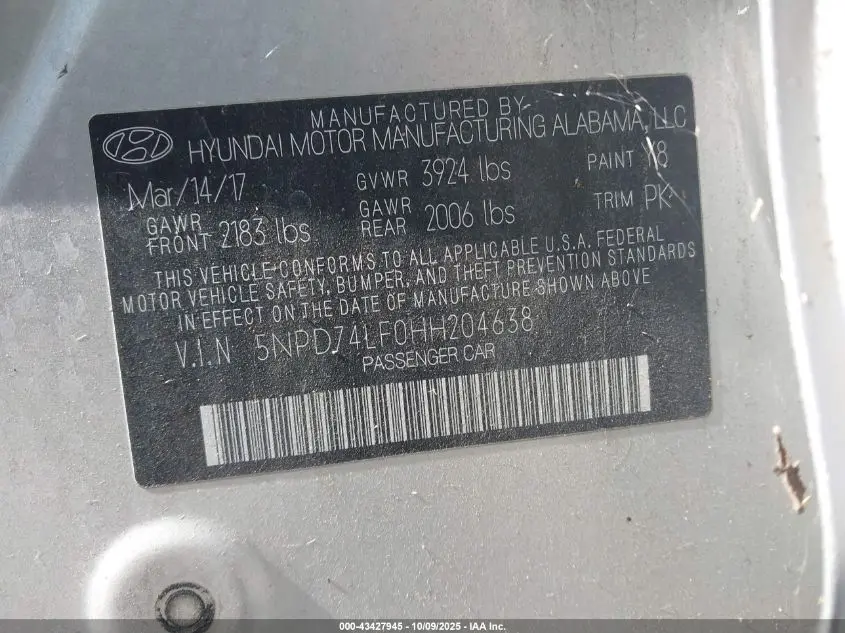 MANUFACTURED BY
HYUNDAI MOTOR MANUFACTURING ALABAMA, LLC
Mar/14/17 GVWR 3924 lbs PAINT Y8
GAWR FRONT 2183 lbs GAWR REAR 2006 lbs TRIM PK
THIS VEHICLE CONFORMS TO ALL APPLICABLE U.S.A. FEDERAL
MOTOR VEHICLE SAFETY, BUMPER, AND THEFT PREVENTION STANDARDS
IN EFFECT ON THE DATE OF MANUFACTURE SHOWN ABOVE
V.I.N 5NPD74LF0HH204638
PASSENGER CAR
000-43427945 - 10/09/2025 - IAA Inc.